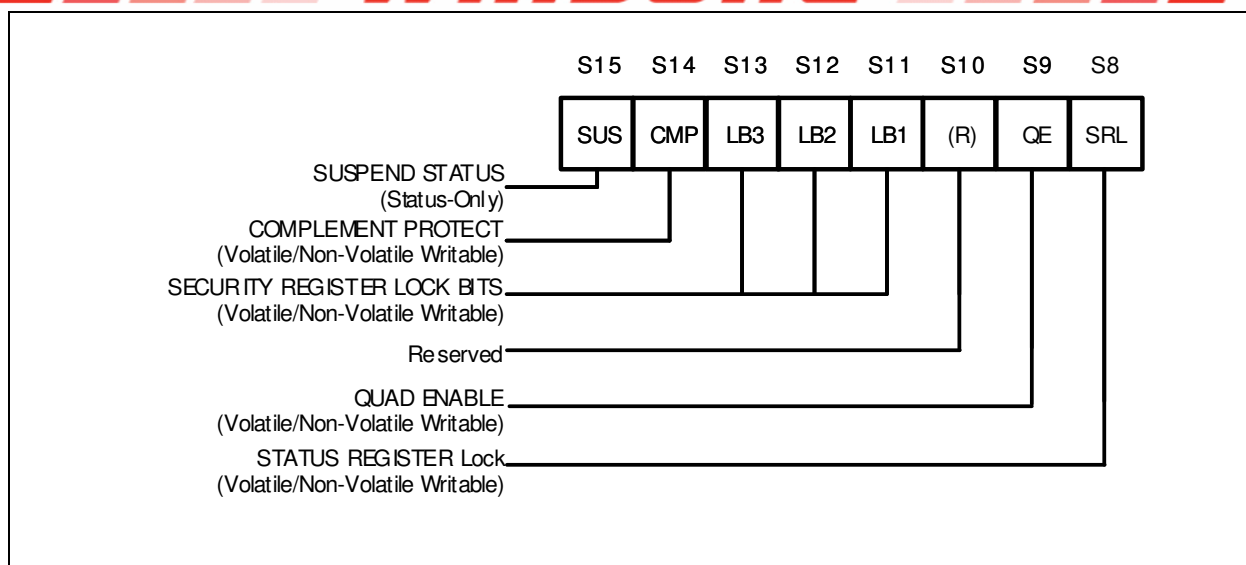 S15 S14 S13 S12 S11 S10 S9 S8
SUS CMP LB3 LB2 LB1 (R) QE SRL
SUSPEND STATUS
(Status-Only)
COMPLEMENT PROTECT
(Volatile/Non-Volatile Writable)
SECURITY REGISTER LOCK BITS
(Volatile/Non-Volatile Writable)
Reserved
QUAD ENABLE
(Volatile/Non-Volatile Writable)
STATUS REGISTER Lock
(Volatile/Non-Volatile Writable)